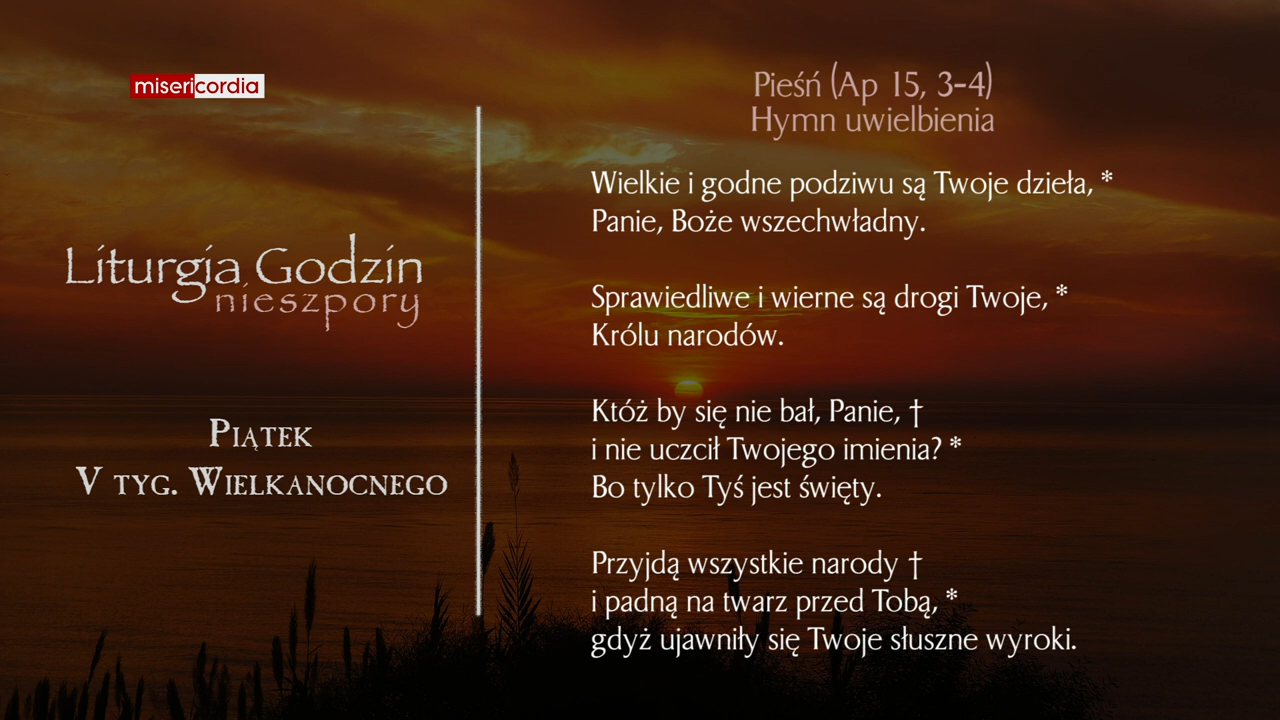 misericordia
Liturgia Godzin
nieszpory
Piątek
V tyg. Wielkanocnego
Pieśń (Ap 15, 3-4)
Hymn uwielbienia
Wielkie i godne podziwu są Twoje dzieła, *
Panie, Boże wszechwładny.
Sprawiedliwe i wierne są drogi Twoje, *
Królu narodów.
Któż by się nie bał, Panie, †
i nie uczcił Twojego imienia? *
Bo tylko Tyś jest święty.
Przyjdą wszystkie narody †
i padną na twarz przed Tobą, *
gdyż ujawniły się Twoje słuszne wyroki.